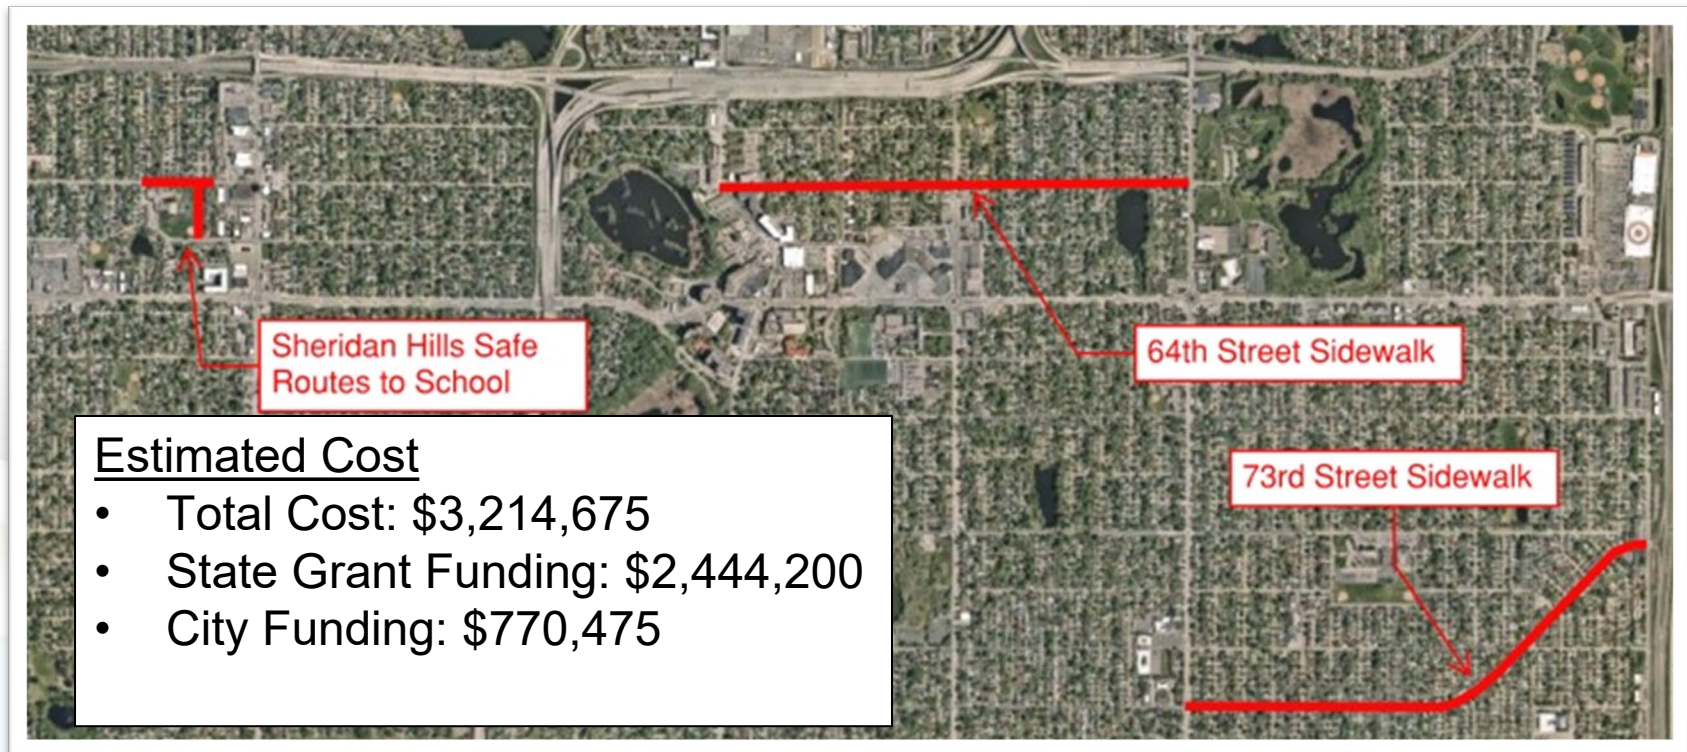 Sheridan Hills Safe
Routes to School
64th Street Sidewalk
73rd Street Sidewalk
Estimated Cost
• Total Cost: $3,214,675
• State Grant Funding: $2,444,200
• City Funding: $770,475